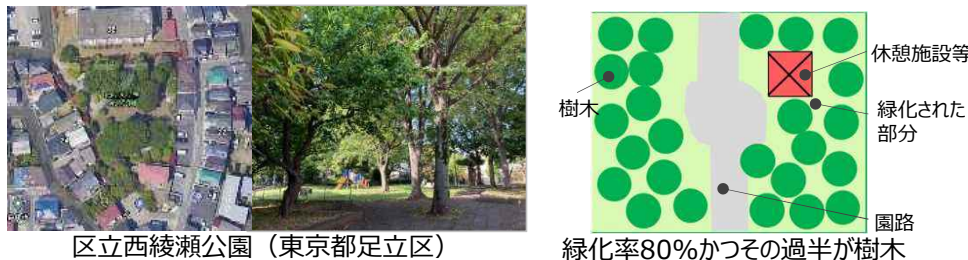 樹木
休憩施設等
緑化された
部分
園路
区立西綾瀬公園（東京都足立区）
緑化率80%かつその過半が樹木